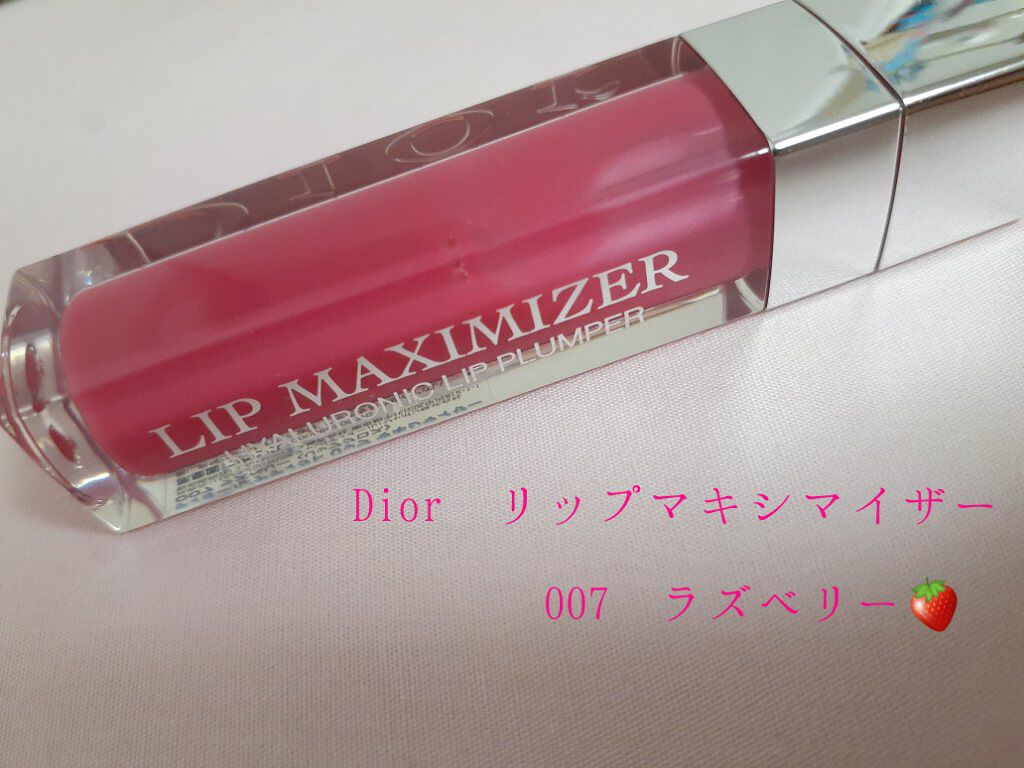 DIOR
LIP MAXIMIZER
HYALURONIC LIP PLUMPER
Dior　リップマキシマイザー
007　ラズベリー🍓